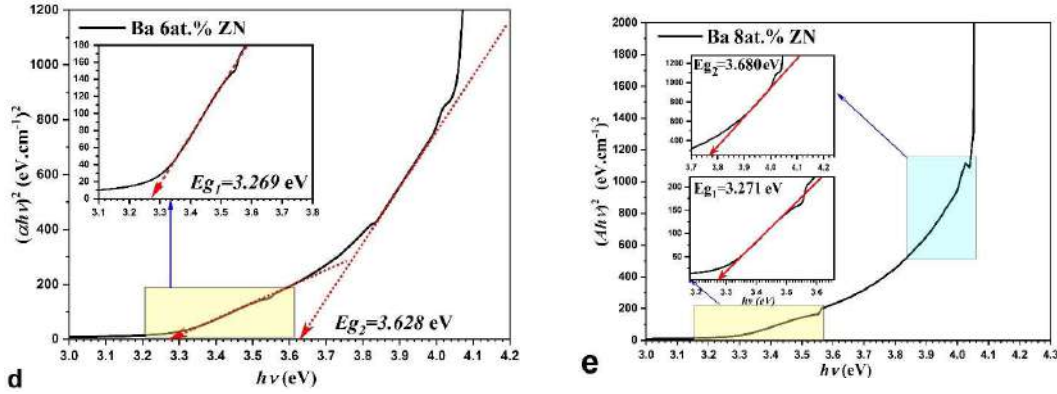 Ba 6at.% ZN
(αhν)² (eV.cm⁻¹)²
1200
1000
800
600
400
200
0
180
160
140
120
100
80
60
40
20
0
3.1 3.2 3.3 3.4 3.5 3.6 3.7 3.8
Eg₁=3.269 eV
Eg₂=3.628 eV
3.0 3.1 3.2 3.3 3.4 3.5 3.6 3.7 3.8 3.9 4.0 4.1 4.2
hν (eV)
d
Ba 8at.% ZN
(Ahν)² (eV.cm⁻¹)²
2000
1800
1600
1400
1200
1000
800
600
400
200
0
Eg₂=3.680 eV
1200
1000
800
600
400
3.7 3.8 3.9 4.0 4.1 4.2
Eg₁=3.271 eV
200
150
100
50
3.2 3.3 3.4 3.5 3.6
hν (eV)
3.0 3.1 3.2 3.3 3.4 3.5 3.6 3.7 3.8 3.9 4.0 4.1 4.2 4.3
hν (eV)
e